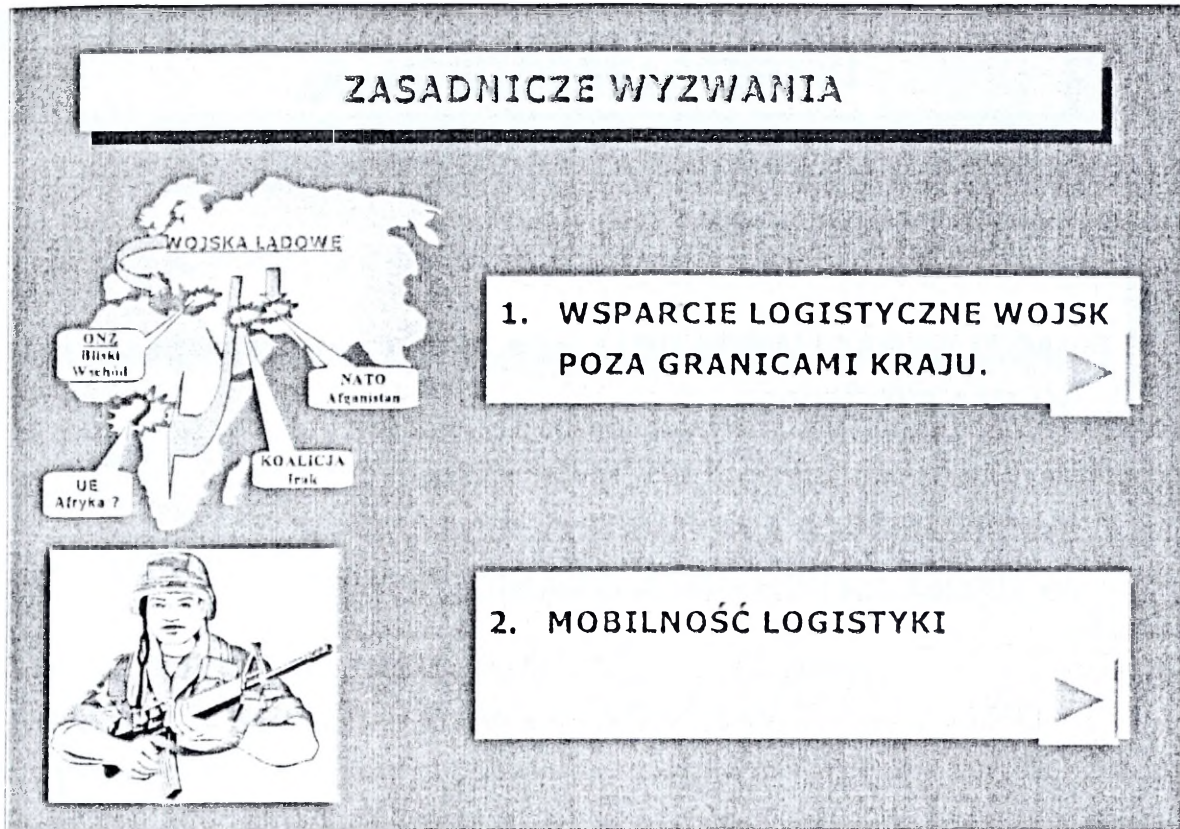 ZASADNICZE WYZWANIA
WOJSKA LĄDOWE
ONZ
Bliski
Wschód
NATO
Afganistan
KOALICJA
Irak
UE
Afryka ?
1. WSPARCIE LOGISTYCZNE WOJSK
POZA GRANICAMI KRAJU.
2. MOBILNOŚĆ LOGISTYKI